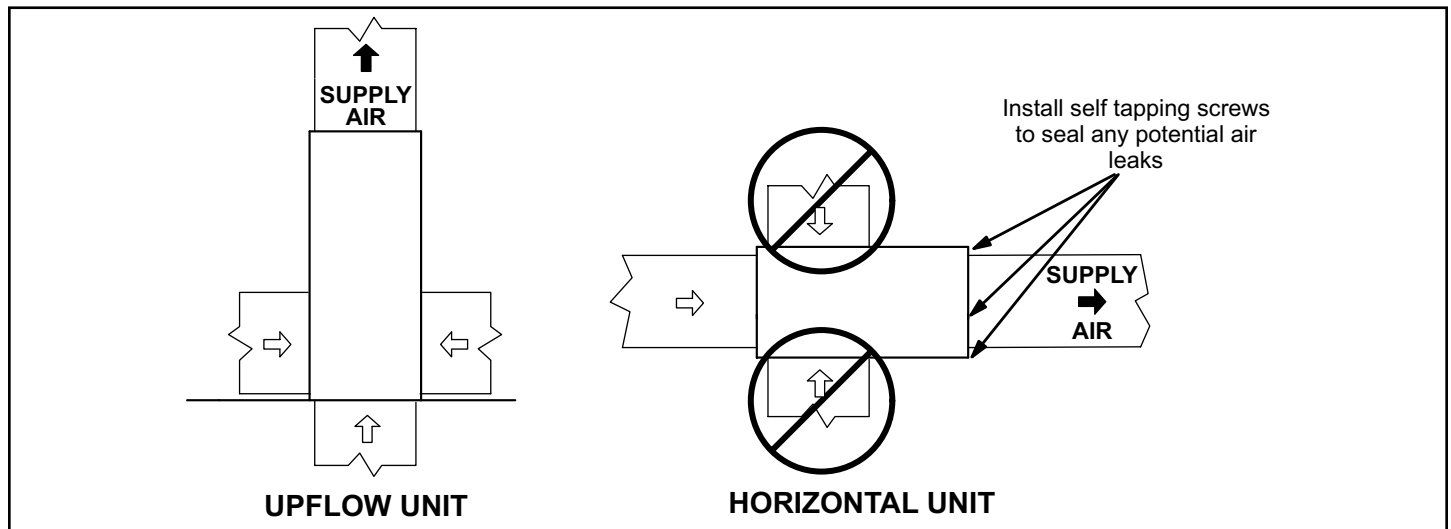 SUPPLY
AIR
Install self tapping screws
to seal any potential air
leaks
SUPPLY
AIR
UPFLOW UNIT
HORIZONTAL UNIT